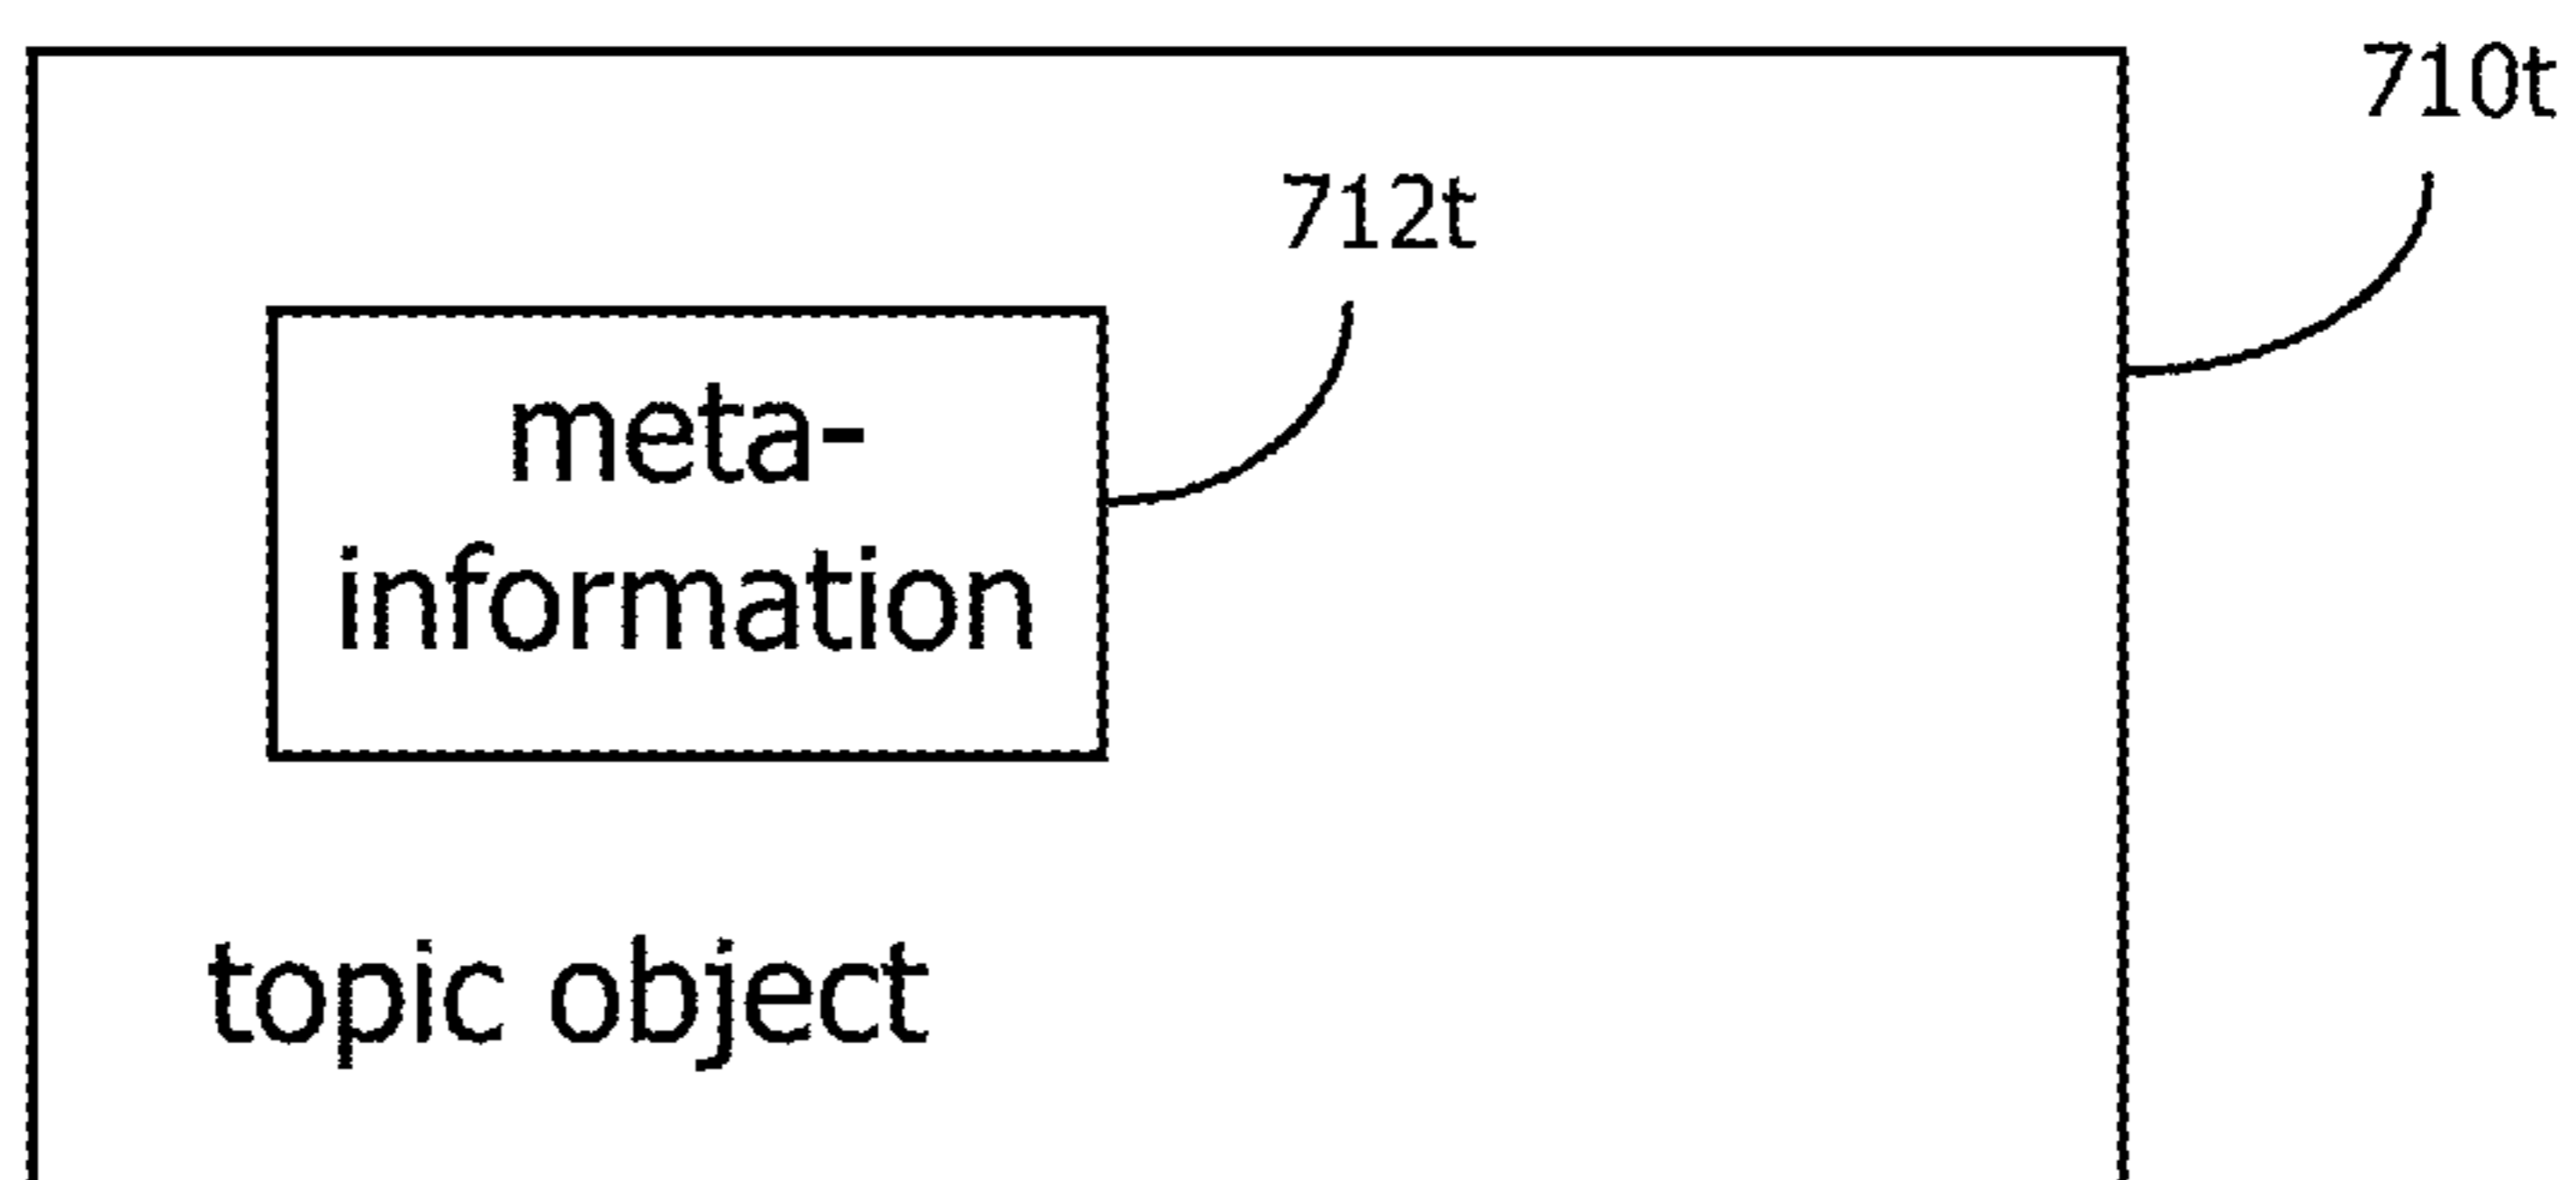 710t
712t
meta-
information
topic object